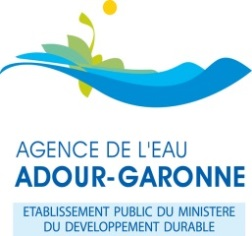 AGENCE DE L'EAU
ADOUR-GARONNE
ETABLISSEMENT PUBLIC DU MINISTERE
DU DEVELOPPEMENT DURABLE